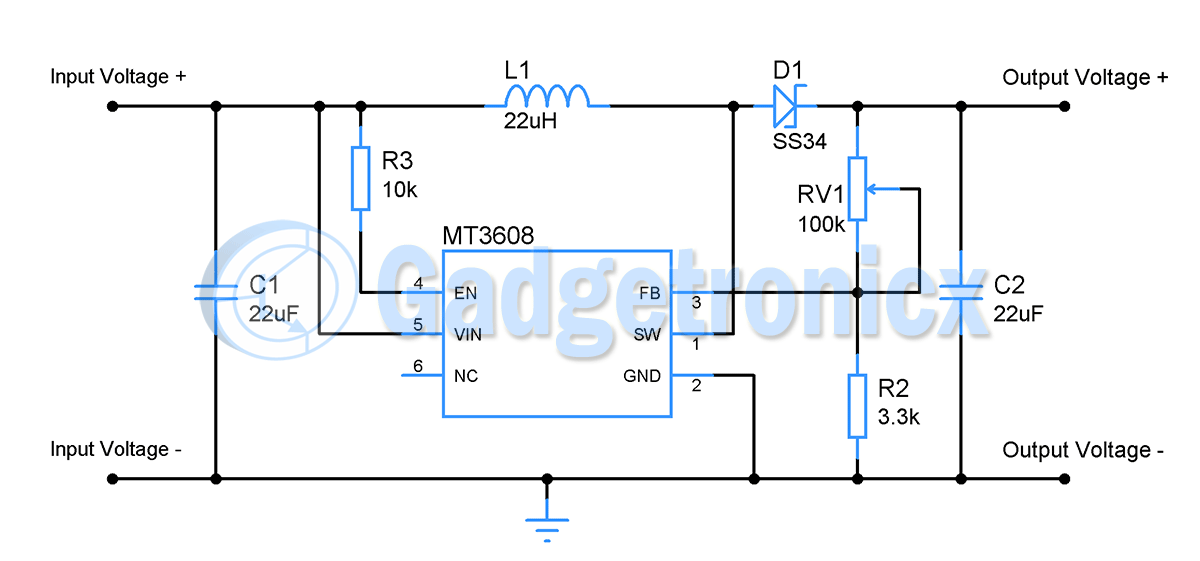 Input Voltage +
L1
22uH
D1
SS34
Output Voltage +
R3
10k
RV1
100k
MT3608
Gadgetronicx
C1
22uF
4
EN
FB
3
5
VIN
SW
1
6
NC
GND
2
C2
22uF
R2
3.3k
Input Voltage -
Output Voltage -